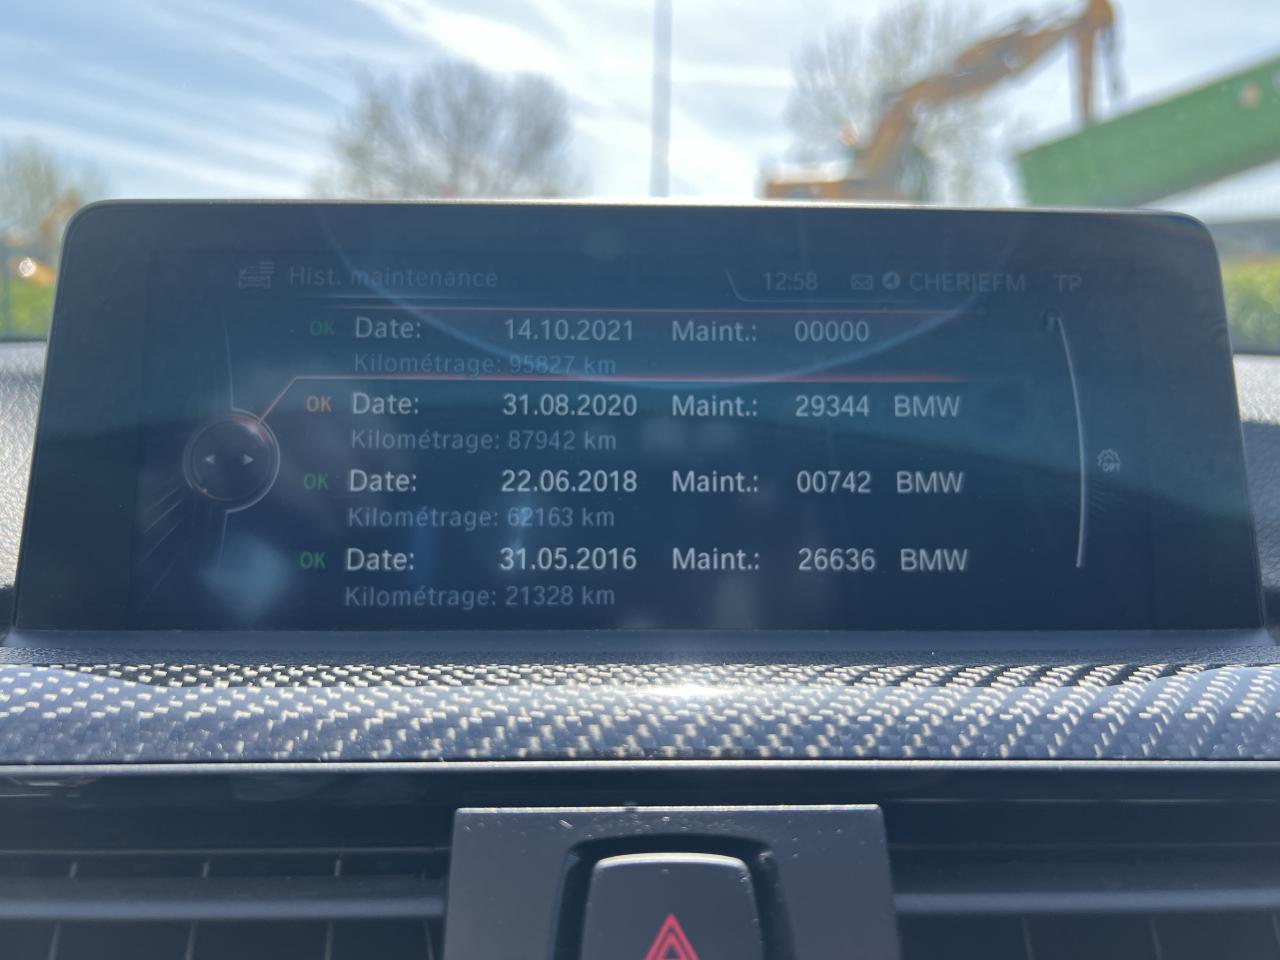 Hist. maintenance 12:58 CHERIEFM TP
OK Date: 14.10.2021 Maint.: 00000
Kilométrage: 95827 km
OK Date: 31.08.2020 Maint.: 29344 BMW
Kilométrage: 87942 km
OK Date: 22.06.2018 Maint.: 00742 BMW
Kilométrage: 62163 km
OK Date: 31.05.2016 Maint.: 26636 BMW
Kilométrage: 21328 km
OPT